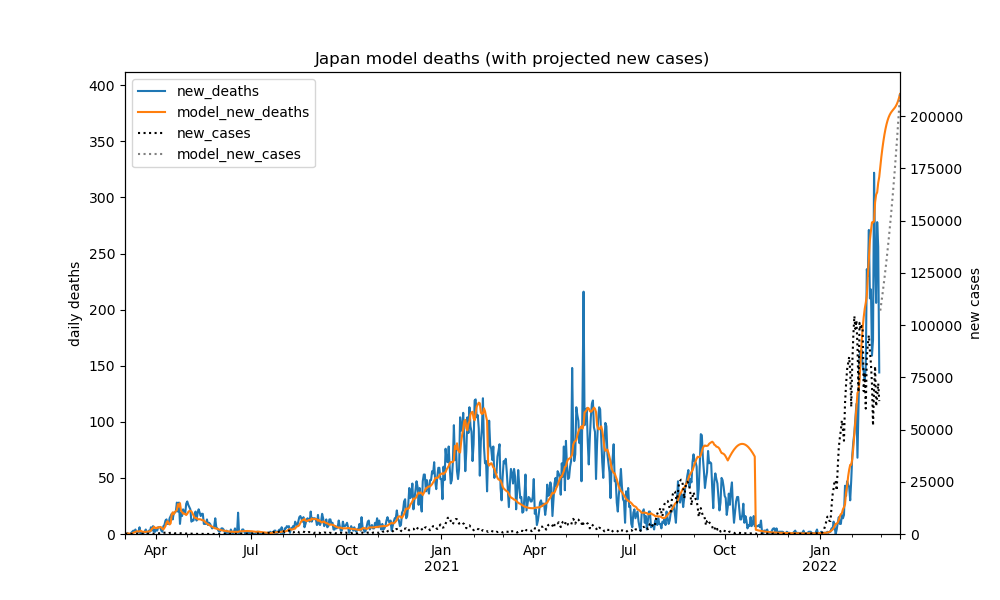 Japan model deaths (with projected new cases)
new_deaths
model_new_deaths
new_cases
model_new_cases
daily deaths
400
350
300
250
200
150
100
50
0
new cases
200000
175000
150000
125000
100000
75000
50000
25000
0
Apr Jul Oct Jan Apr Jul Oct Jan
2021 2022